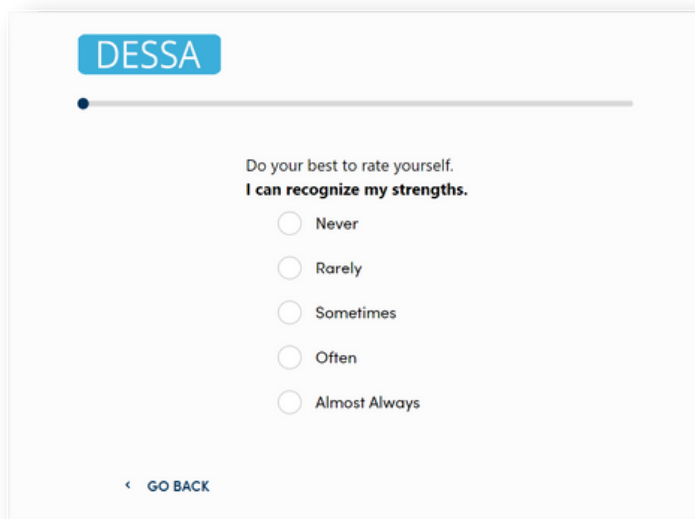 DESSA
Do your best to rate yourself.
I can recognize my strengths.
Never
Rarely
Sometimes
Often
Almost Always
< GO BACK